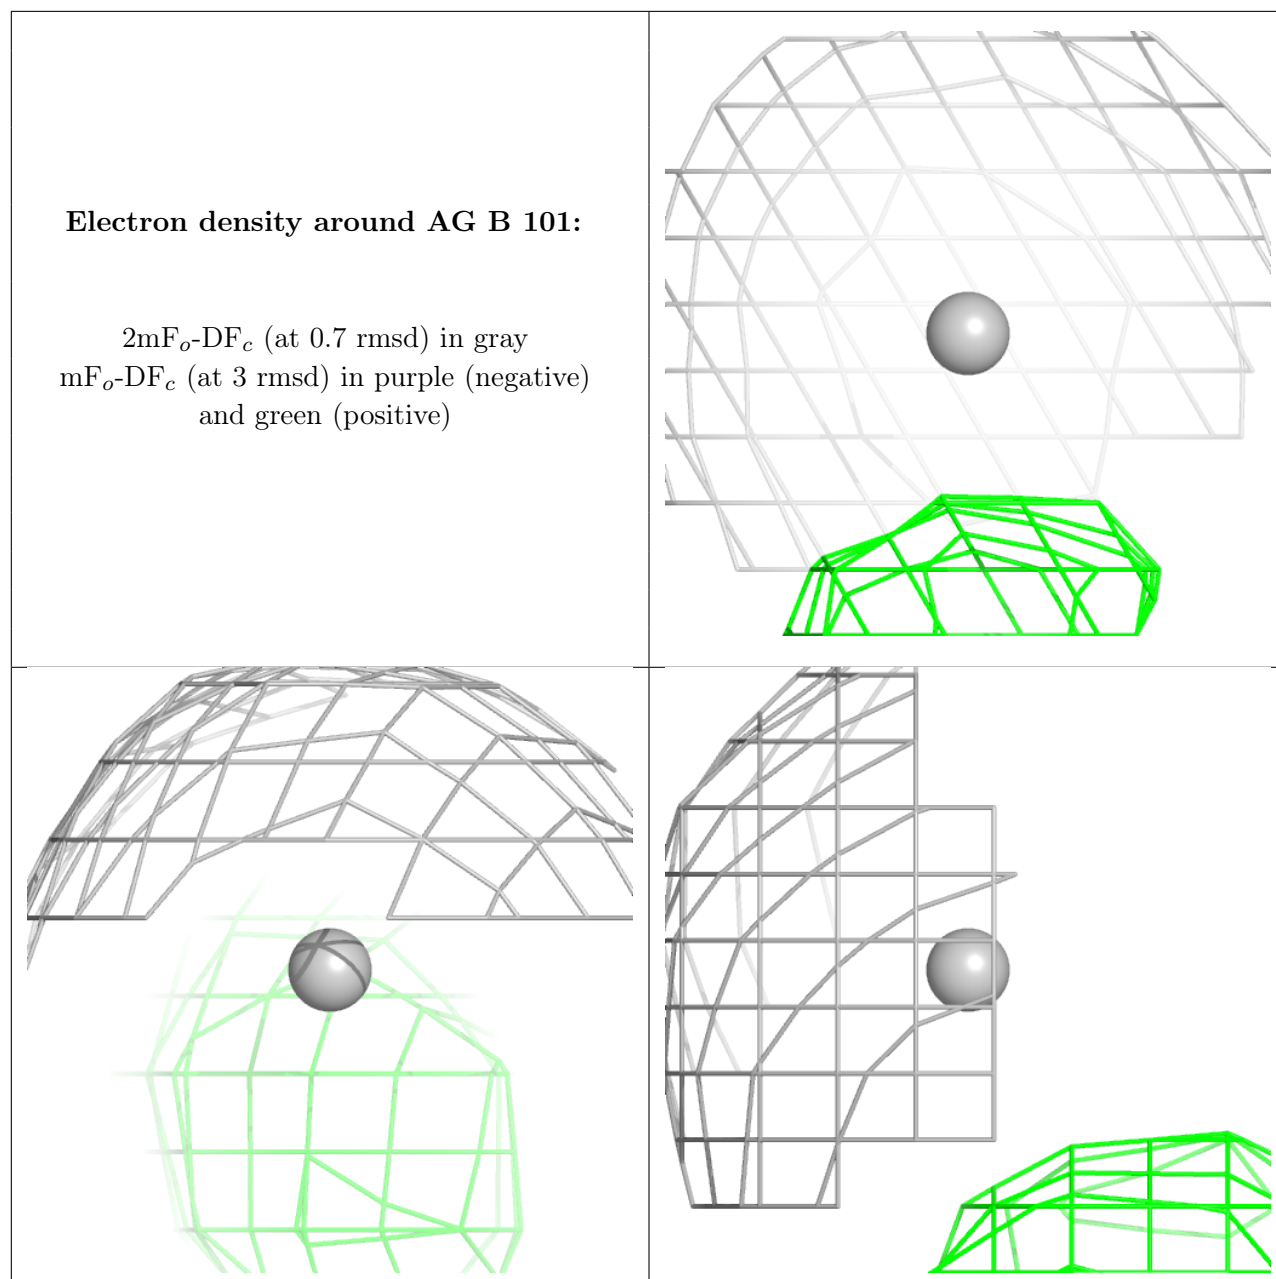 Electron density around AG B 101:
2mFo-DFc (at 0.7 rmsd) in gray
mFo-DFc (at 3 rmsd) in purple (negative)
and green (positive)